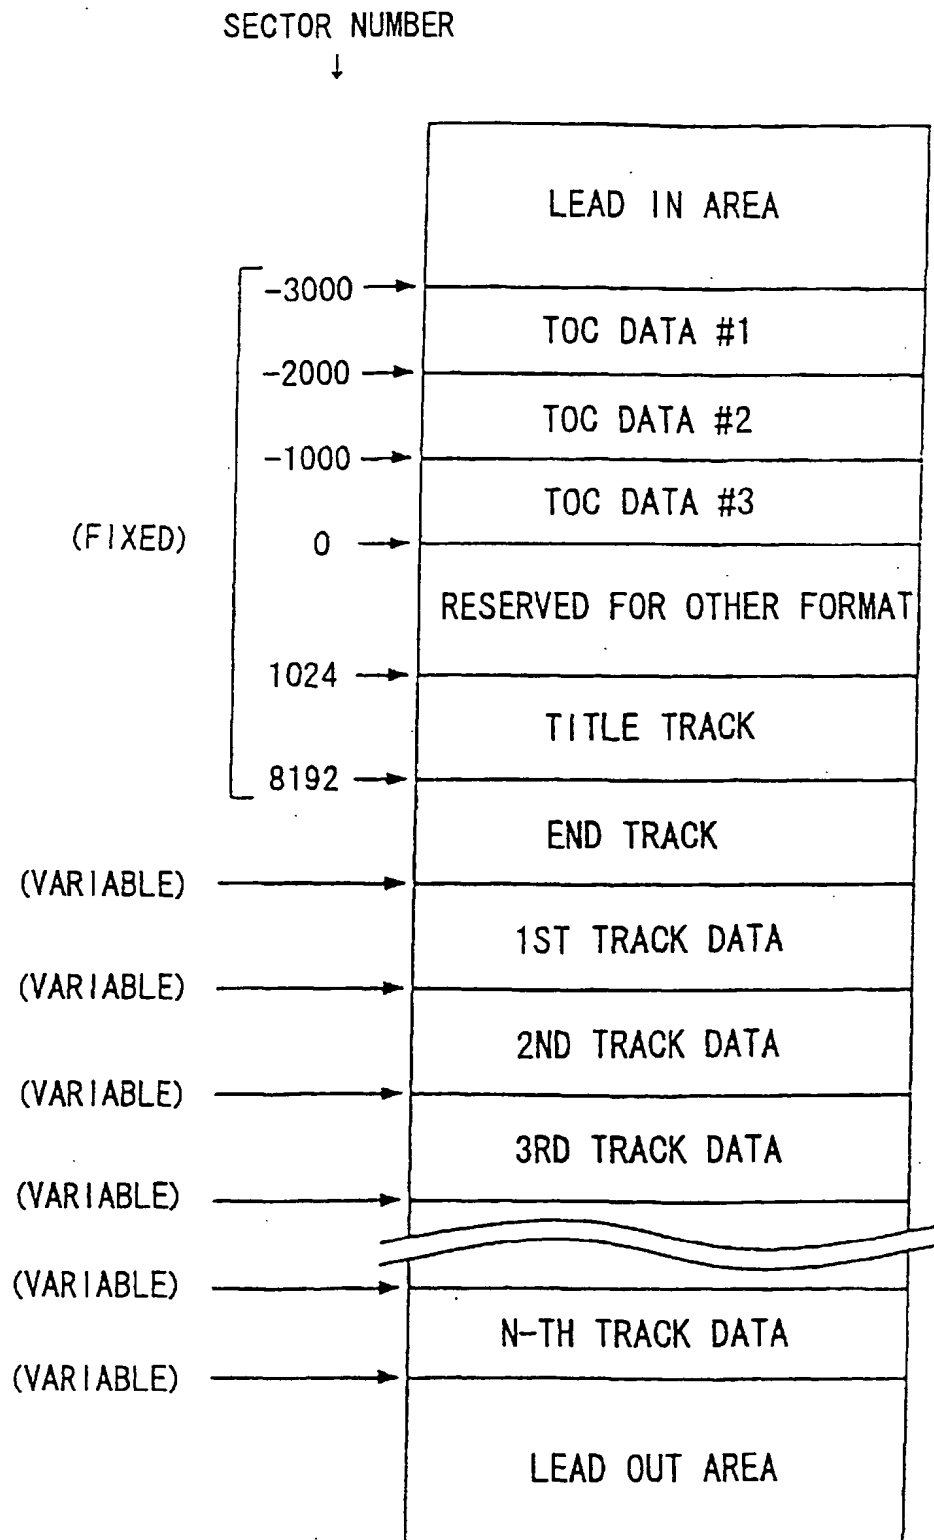 SECTOR NUMBER
LEAD IN AREA
-3000
TOC DATA #1
-2000
TOC DATA #2
-1000
TOC DATA #3
(FIXED)
0
RESERVED FOR OTHER FORMAT
1024
TITLE TRACK
8192
END TRACK
(VARIABLE)
1ST TRACK DATA
(VARIABLE)
2ND TRACK DATA
(VARIABLE)
3RD TRACK DATA
(VARIABLE)
(VARIABLE)
N-TH TRACK DATA
(VARIABLE)
LEAD OUT AREA